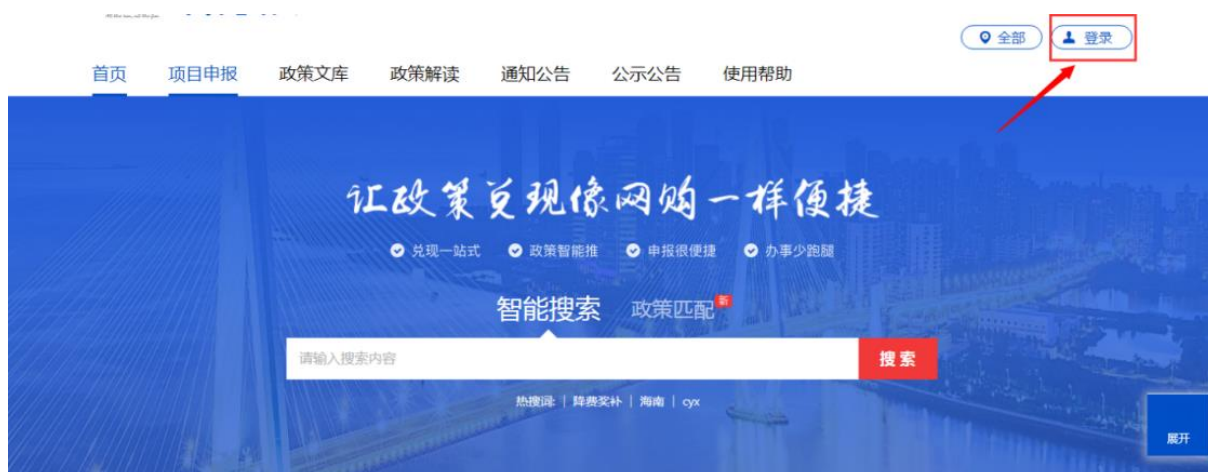 全部 登录
首页 项目申报 政策文库 政策解读 通知公告 公示公告 使用帮助
让政策兑现像网购一样便捷
兑现一站式 政策智能推 申报很便捷 办事少跑腿
智能搜索 政策匹配 新
请输入搜索内容 搜索
热搜词: | 降费奖补 | 海南 | cyx
展开